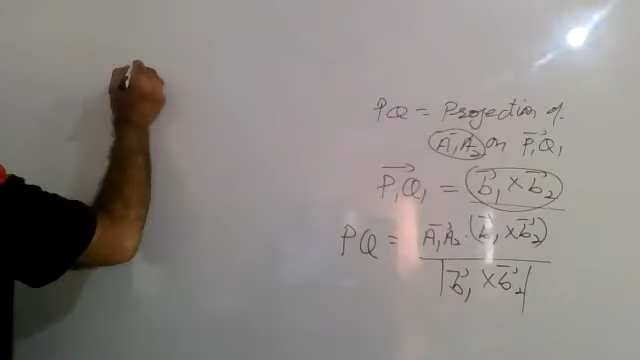 PQ = Projection of
A₁A₂ on P₁Q₁
P₁Q₁ = b₁ × b₂
PQ = A₁A₂ · (b₁ × b₂)
|b₁ × b₂|